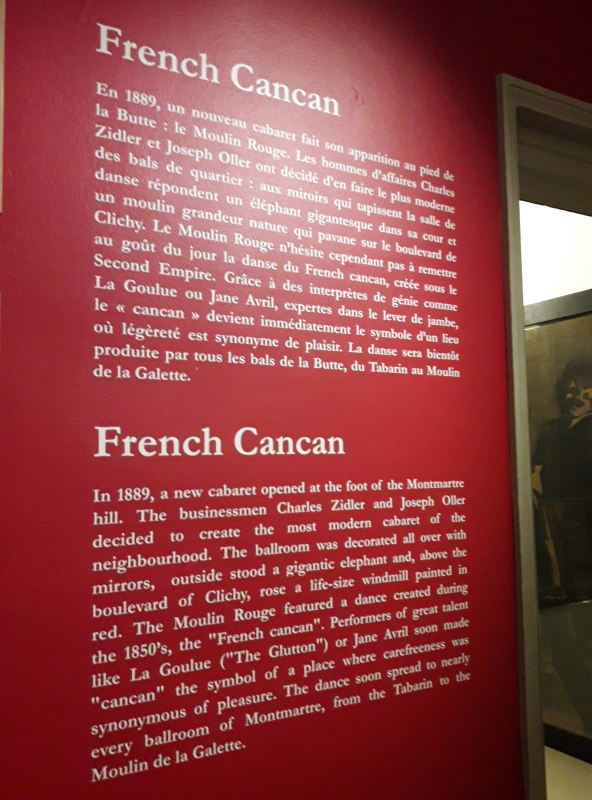 French Cancan
En 1889, un nouveau cabaret fait son apparition au pied de
la Butte : le Moulin Rouge. Les hommes d'affaires Charles
Zidler et Joseph Oller ont décidé d'en faire le plus moderne
des bals de quartier : aux miroirs qui tapissent la salle de
danse répondent un éléphant gigantesque dans sa cour et
un moulin grandeur nature qui pavane sur le boulevard de
Clichy. Le Moulin Rouge n'hésite cependant pas à remettre
au goût du jour la danse du French cancan, créée sous le
Second Empire. Grâce à des interprètes de génie comme
La Goulue ou Jane Avril, expertes dans le lever de jambe,
le « cancan » devient immédiatement le symbole d'un lieu
où légèreté est synonyme de plaisir. La danse sera bientôt
produite par tous les bals de la Butte, du Tabarin au Moulin
de la Galette.
French Cancan
In 1889, a new cabaret opened at the foot of the Montmartre
hill. The businessmen Charles Zidler and Joseph Oller
decided to create the most modern cabaret of the
neighbourhood. The ballroom was decorated all over with
mirrors, outside stood a gigantic elephant and, above the
boulevard of Clichy, rose a life-size windmill painted in
red. The Moulin Rouge featured a dance created during
the 1850's, the "French cancan". Performers of great talent
like La Goulue ("The Glutton") or Jane Avril soon made
"cancan" the symbol of a place where carefreeness was
synonymous of pleasure. The dance soon spread to nearly
every ballroom of Montmartre, from the Tabarin to the
Moulin de la Galette.